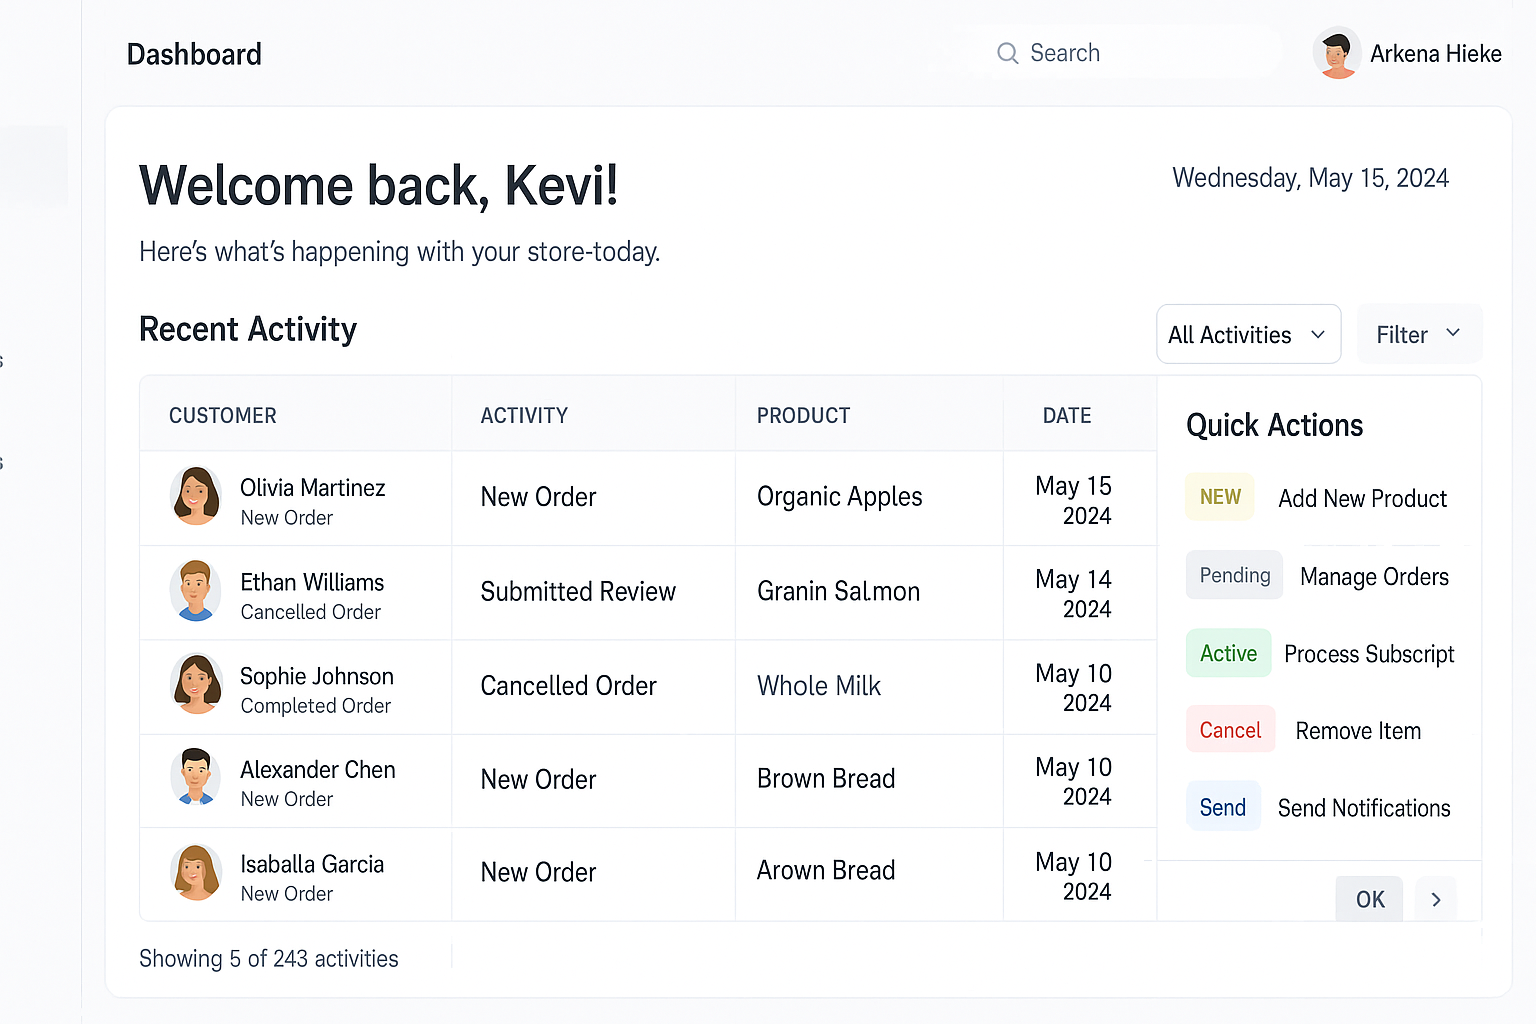 Dashboard
Search
Arkena Hieke
Welcome back, Kevi!
Wednesday, May 15, 2024
Here's what's happening with your store-today.
Recent Activity
All Activities
Filter
CUSTOMER ACTIVITY PRODUCT DATE
Olivia Martinez
New Order
New Order
Organic Apples
May 15
2024
Ethan Williams
Cancelled Order
Submitted Review
Granin Salmon
May 14
2024
Sophie Johnson
Completed Order
Cancelled Order
Whole Milk
May 10
2024
Alexander Chen
New Order
New Order
Brown Bread
May 10
2024
Isaballa Garcia
New Order
New Order
Arown Bread
May 10
2024
Quick Actions
NEW Add New Product
Pending Manage Orders
Active Process Subscript
Cancel Remove Item
Send Send Notifications
OK
Showing 5 of 243 activities